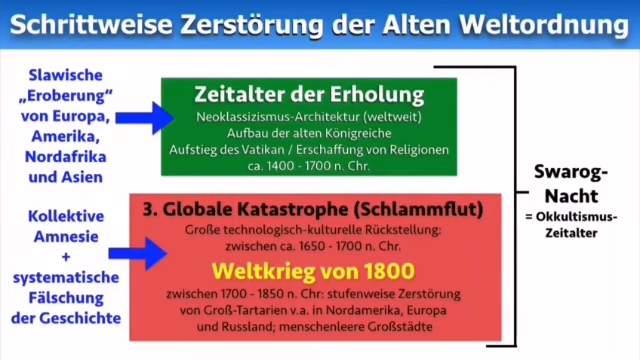 Schrittweise Zerstörung der Alten Weltordnung
Slawische
„Eroberung"
von Europa,
Amerika,
Nordafrika
und Asien
Zeitalter der Erholung
Neoklassizismus-Architektur (weltweit)
Aufbau der alten Königreiche
Aufstieg des Vatikan / Erschaffung von Religionen
ca. 1400 - 1700 n. Chr.
Kollektive
Amnesie
+
systematische
Fälschung
der Geschichte
3. Globale Katastrophe (Schlammflut)
Große technologisch-kulturelle Rückstellung:
zwischen ca. 1650 - 1700 n. Chr.
Weltkrieg von 1800
zwischen 1700 - 1850 n. Chr: stufenweise Zerstörung
von Groß-Tartarien v.a. in Nordamerika, Europa
und Russland; menschenleere Großstädte
Swarog-
Nacht
= Okkultismus-
Zeitalter